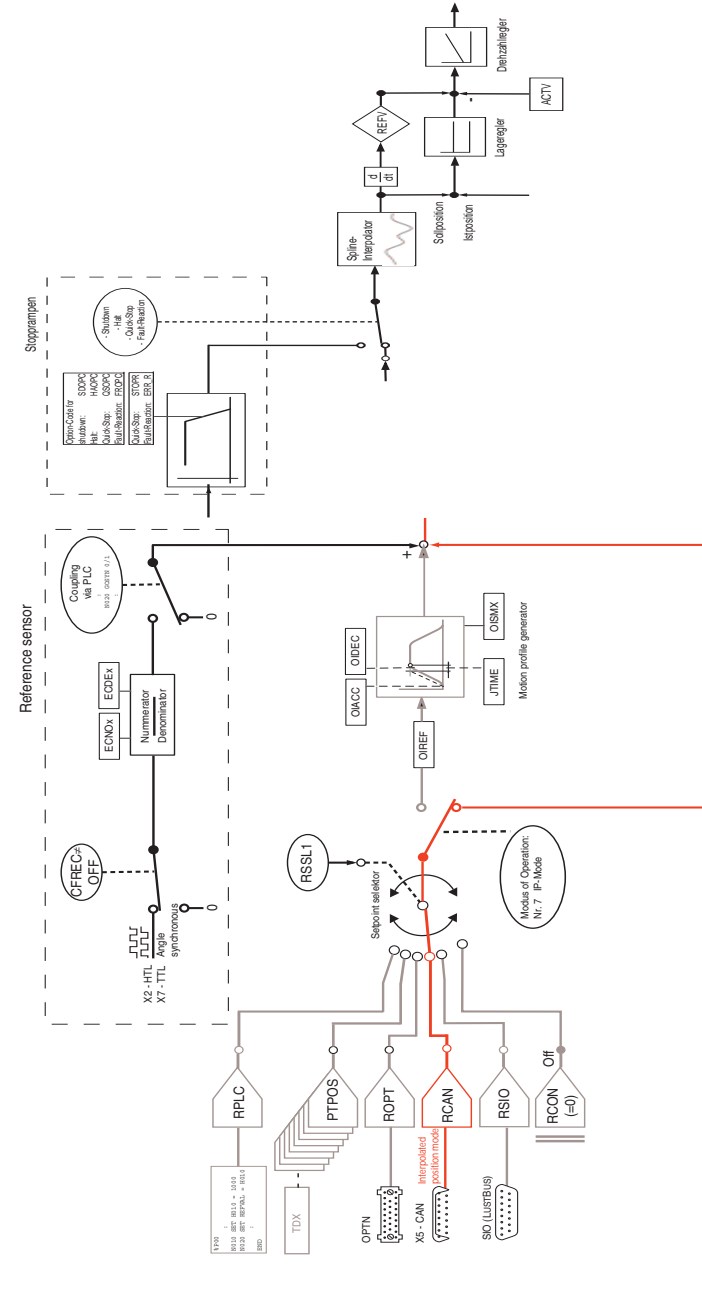 Drehzahlregler
ACTV
REFV
Lageregler
d
dt
Sollposition
Istposition
Spline-
Interpolator
Stopprampen
- Shutdown
- Halt
- Quick-Stop
- Fault-Reaction
Option-Code for
shutdown: SDOPC
Halt: HAOPC
Quick-Stop: QSOPC
Fault-Reaction: FROPC
Quick-Stop: STOPR
Fault-Reaction: ERR_R
Reference sensor
Coupling
via PLC
:
N020 GOSYN 0/1
:
0
ECNOx
ECDEx
Nummerator
Denominator
CFREC≠
OFF
X2 - HTL
X7 - TTL
Angle
synchronous
0
+
OIACC
OIDEC
OISMX
JTIME
OIREF
Motion profile generator
RSSL1
Setpoint selektor
Modus of Operation:
Nr. 7 IP-Mode
RPLC
PTPOS
ROPT
RCAN
RSIO
RCON
(=0)
Off
%P00
:
N010 SET H010 = 1000
N020 SET REFVAL = H010
:
END
TDX
OPTN
X5 - CAN
Interpolated
position mode
SIO (LUSTBUS)